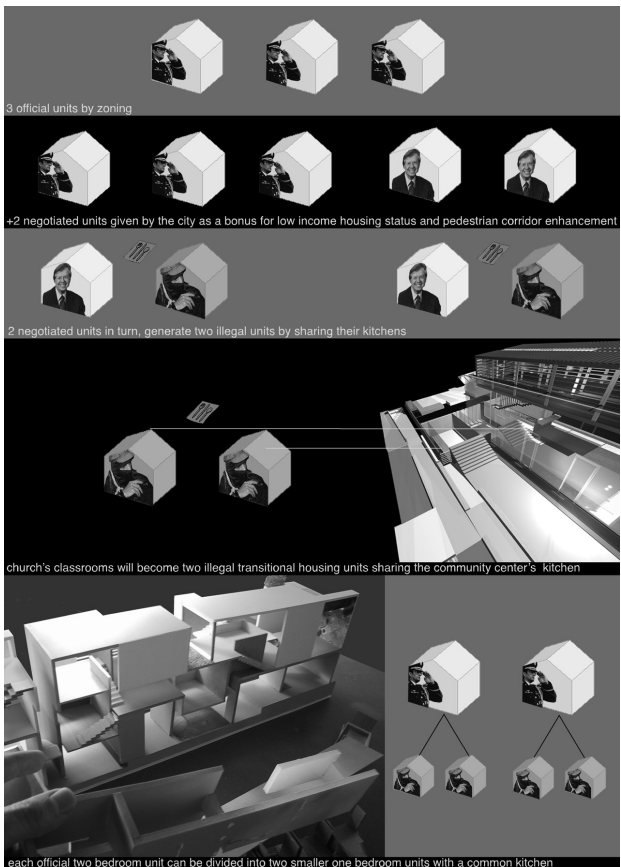 3 official units by zoning
+2 negotiated units given by the city as a bonus for low income housing status and pedestrian corridor enhancement
2 negotiated units in turn, generate two illegal units by sharing their kitchens
church's classrooms will become two illegal transitional housing units sharing the community center's kitchen
each official two bedroom unit can be divided into two smaller one bedroom units with a common kitchen